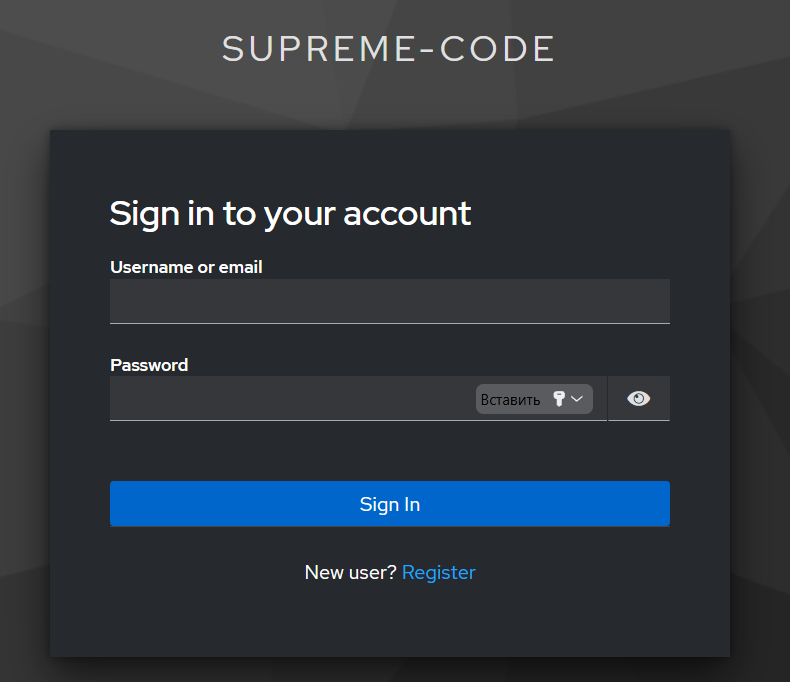 SUPREME-CODE
Sign in to your account
Username or email
Password
Вставить
Sign In
New user? Register